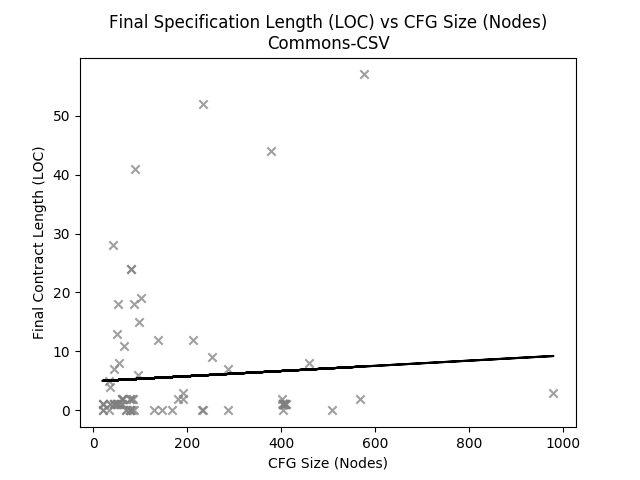 Final Specification Length (LOC) vs CFG Size (Nodes)
Commons-CSV
Final Contract Length (LOC)
50
40
30
20
10
0
0 200 400 600 800 1000
CFG Size (Nodes)